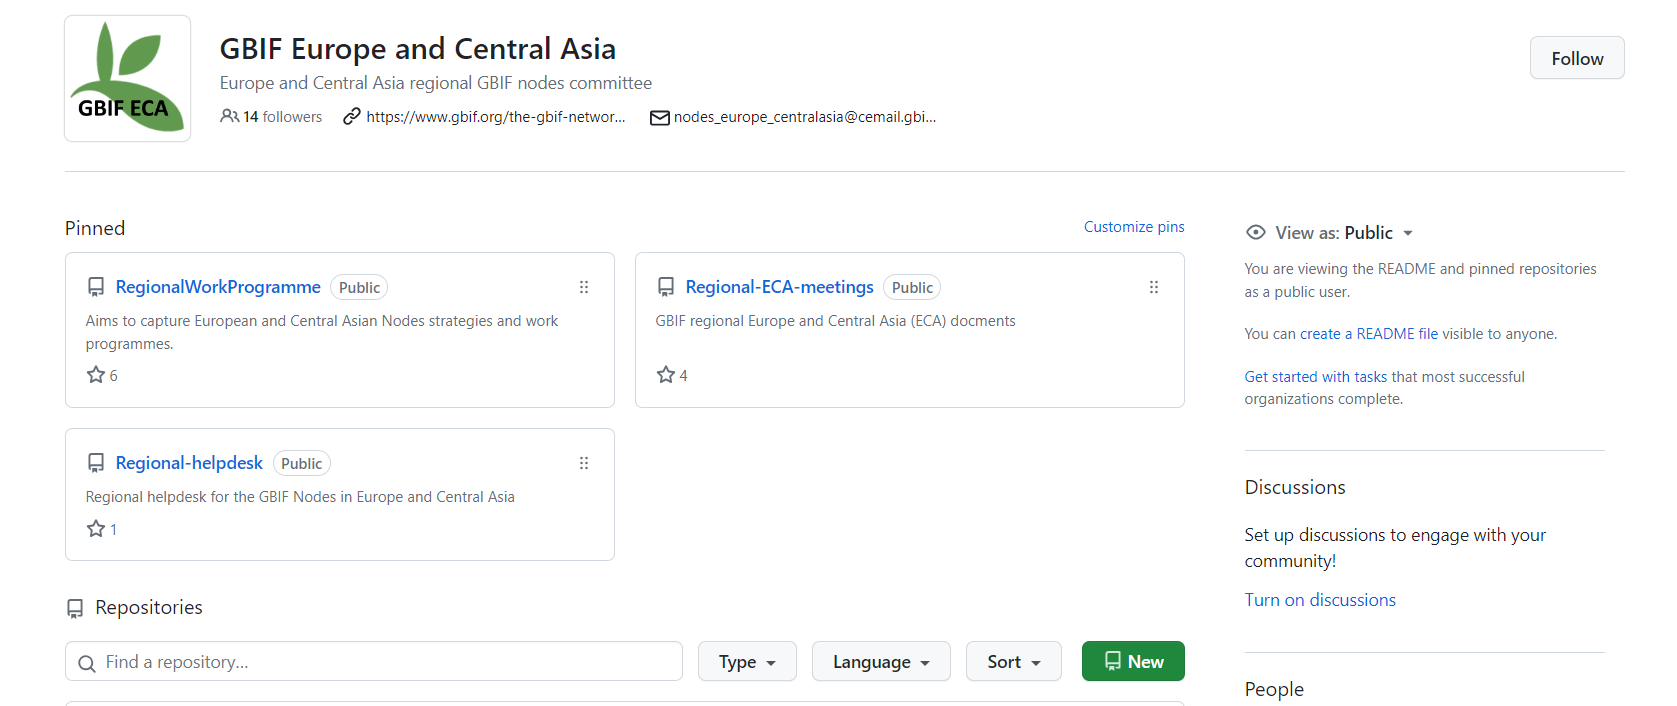 GBIF ECA
GBIF Europe and Central Asia
Follow
Europe and Central Asia regional GBIF nodes committee
14 followers
https://www.gbif.org/the-gbif-networ...
nodes_europe_centralasia@cemail.gbi...
Pinned
Customize pins
RegionalWorkProgramme Public
Aims to capture European and Central Asian Nodes strategies and work
programmes.
6
Regional-ECA-meetings Public
GBIF regional Europe and Central Asia (ECA) docments
4
Regional-helpdesk Public
Regional helpdesk for the GBIF Nodes in Europe and Central Asia
1
Repositories
Find a repository...
Type
Language
Sort
New
View as: Public
You are viewing the README and pinned repositories
as a public user.
You can create a README file visible to anyone.
Get started with tasks that most successful
organizations complete.
Discussions
Set up discussions to engage with your
community!
Turn on discussions
People